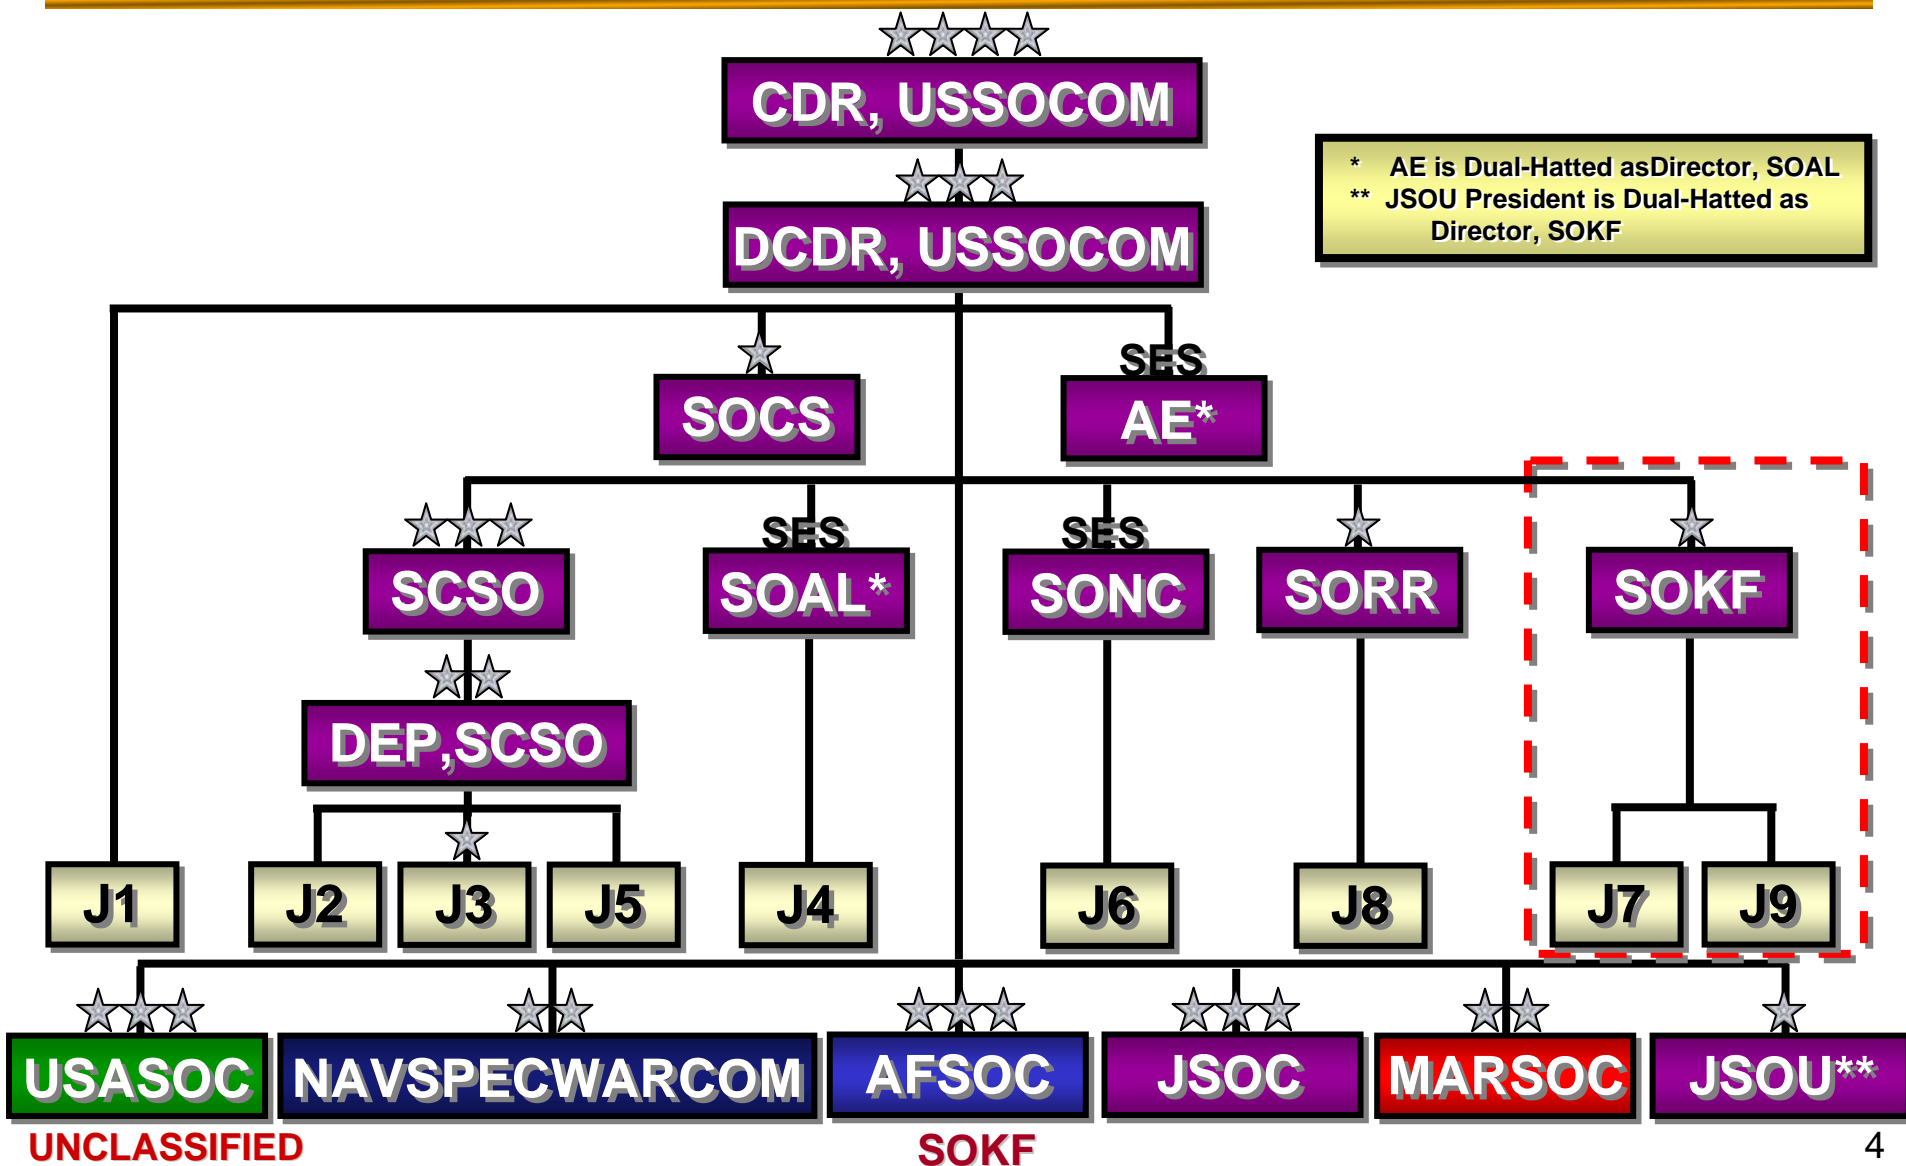 CDR, USSOCOM
* AE is Dual-Hatted asDirector, SOAL
** JSOU President is Dual-Hatted as
Director, SOKF
DCDR, USSOCOM
SES
SOCS
AE*
SES
SES
SCSO
SOAL*
SONC
SORR
SOKF
DEP,SCSO
J1
J2
J3
J5
J4
J6
J8
J7
J9
USASOC
NAVSPECWARCOM
AFSOC
JSOC
MARSOC
JSOU**
UNCLASSIFIED
SOKF
4